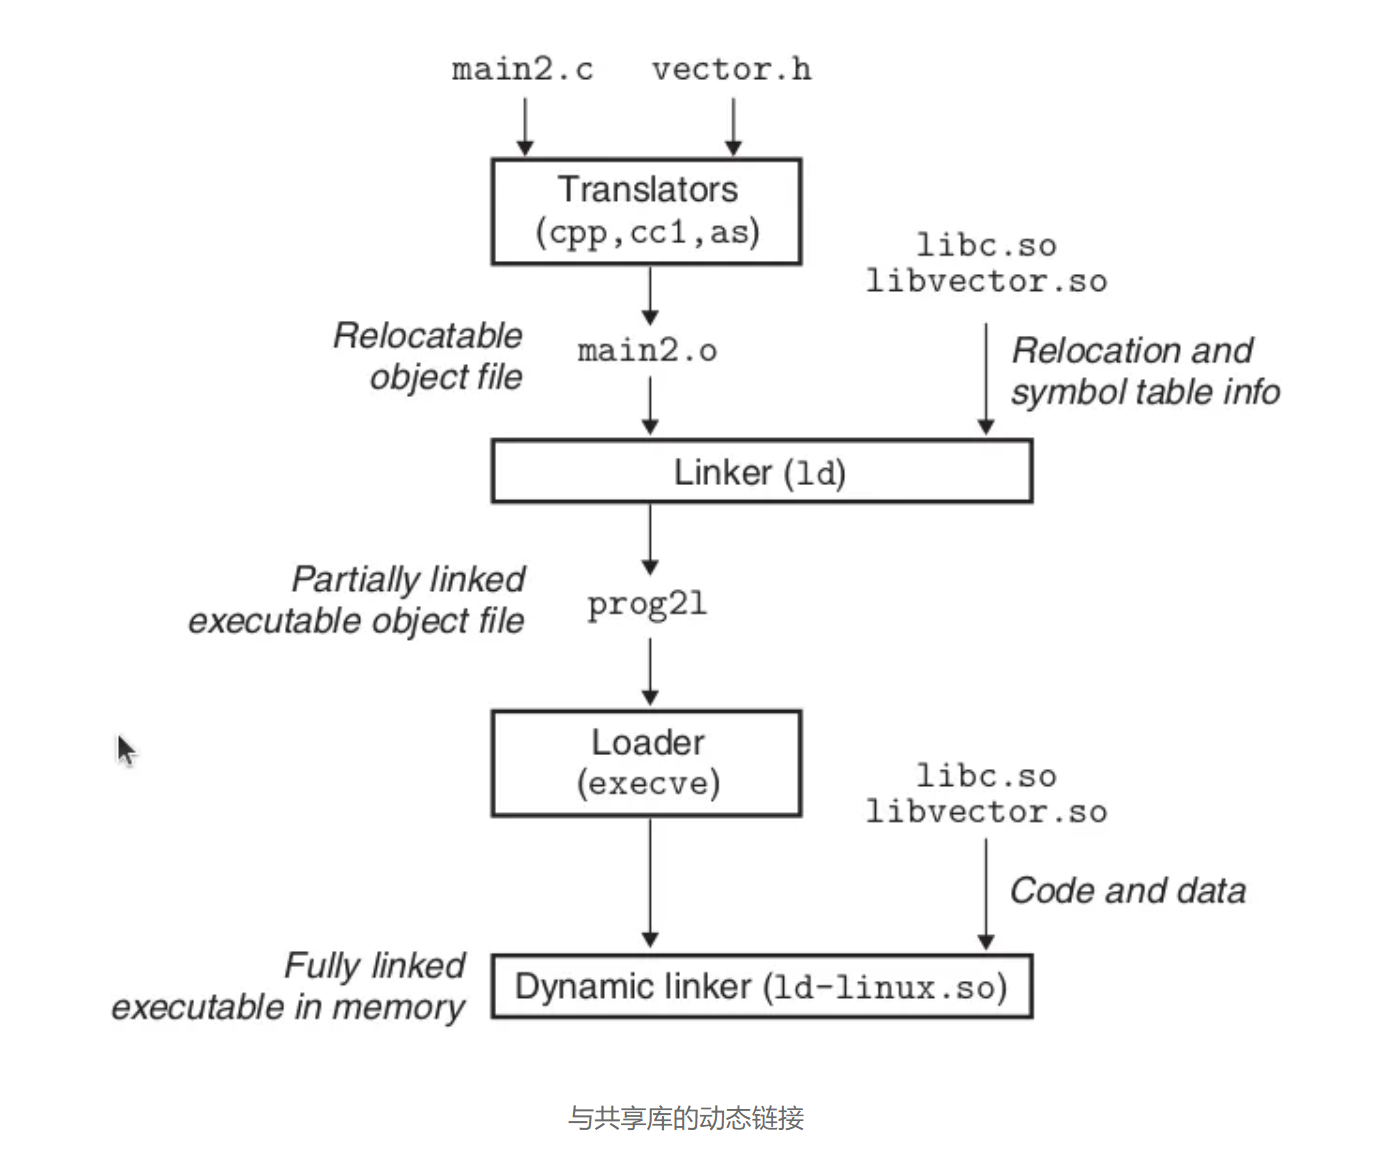 main2.c vector.h
Translators
(cpp,cc1,as)
libc.so
libvector.so
Relocatable
object file
main2.o
Relocation and
symbol table info
Linker (ld)
Partially linked
executable object file
prog2l
Loader
(execve)
libc.so
libvector.so
Code and data
Fully linked
executable in memory
Dynamic linker (ld-linux.so)
与共享库的动态链接